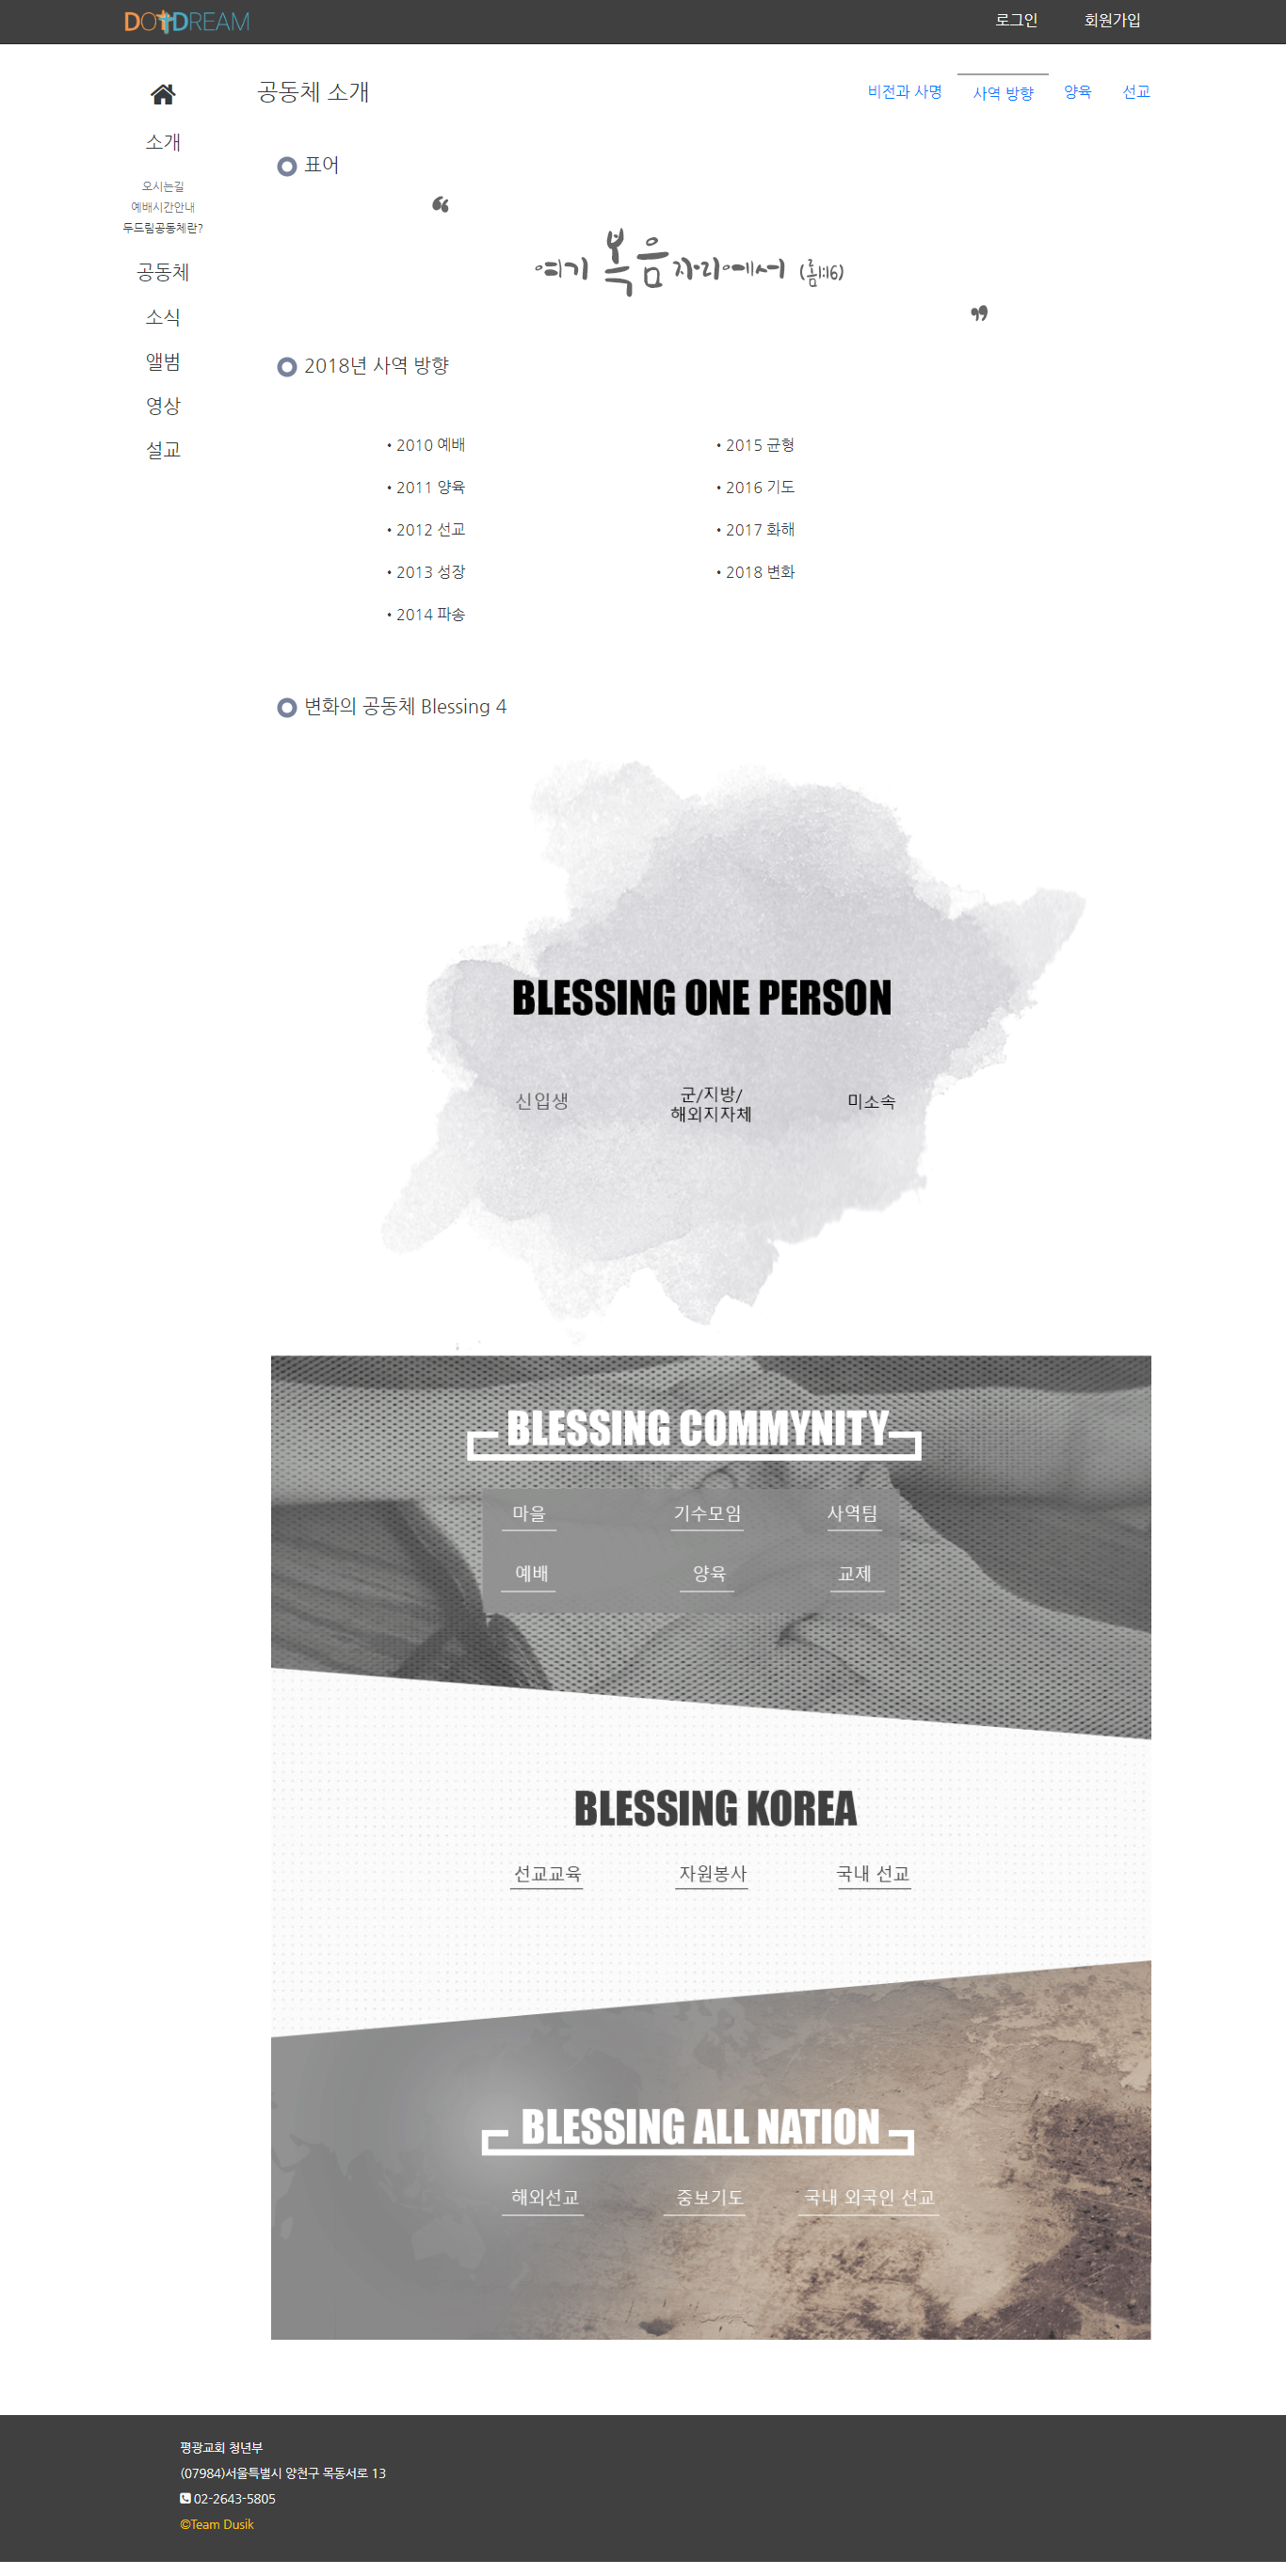 DO†DREAM
로그인
회원가입
공동체 소개
비전과 사명
사역 방향
양육
선교
소개
오시는길
예배시간안내
두드림공동체란?
공동체
소식
앨범
영상
설교
표어
❝
여기 복음자리에서 (롬1:16)
❞
2018년 사역 방향
• 2010 예배
• 2011 양육
• 2012 선교
• 2013 성장
• 2014 파송
• 2015 균형
• 2016 기도
• 2017 화해
• 2018 변화
변화의 공동체 Blessing 4
BLESSING ONE PERSON
신입생
군/지방/
해외지자체
미소속
BLESSING COMMYNITY
마을
기수모임
사역팀
예배
양육
교제
BLESSING KOREA
선교교육
자원봉사
국내 선교
BLESSING ALL NATION
해외선교
중보기도
국내 외국인 선교
평광교회 청년부
(07984)서울특별시 양천구 목동서로 13
02-2643-5805
©Team Dusik